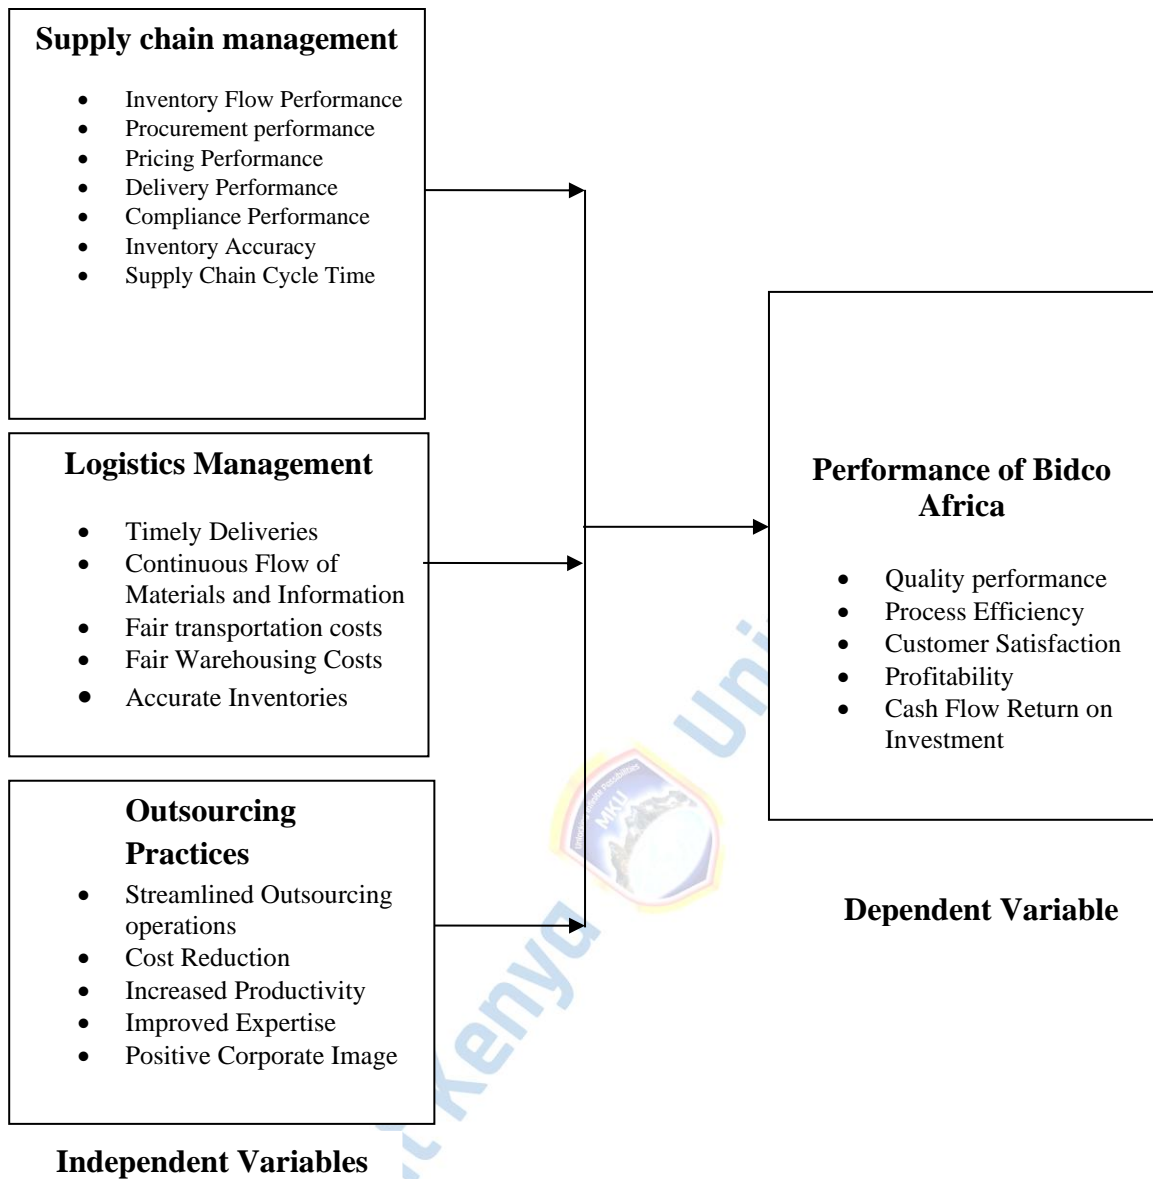 Supply chain management
• Inventory Flow Performance
• Procurement performance
• Pricing Performance
• Delivery Performance
• Compliance Performance
• Inventory Accuracy
• Supply Chain Cycle Time
Logistics Management
• Timely Deliveries
• Continuous Flow of
Materials and Information
• Fair transportation costs
• Fair Warehousing Costs
• Accurate Inventories
Outsourcing
Practices
• Streamlined Outsourcing
operations
• Cost Reduction
• Increased Productivity
• Improved Expertise
• Positive Corporate Image
Independent Variables
Performance of Bidco
Africa
• Quality performance
• Process Efficiency
• Customer Satisfaction
• Profitability
• Cash Flow Return on
Investment
Dependent Variable
Kenya Uni
MKU